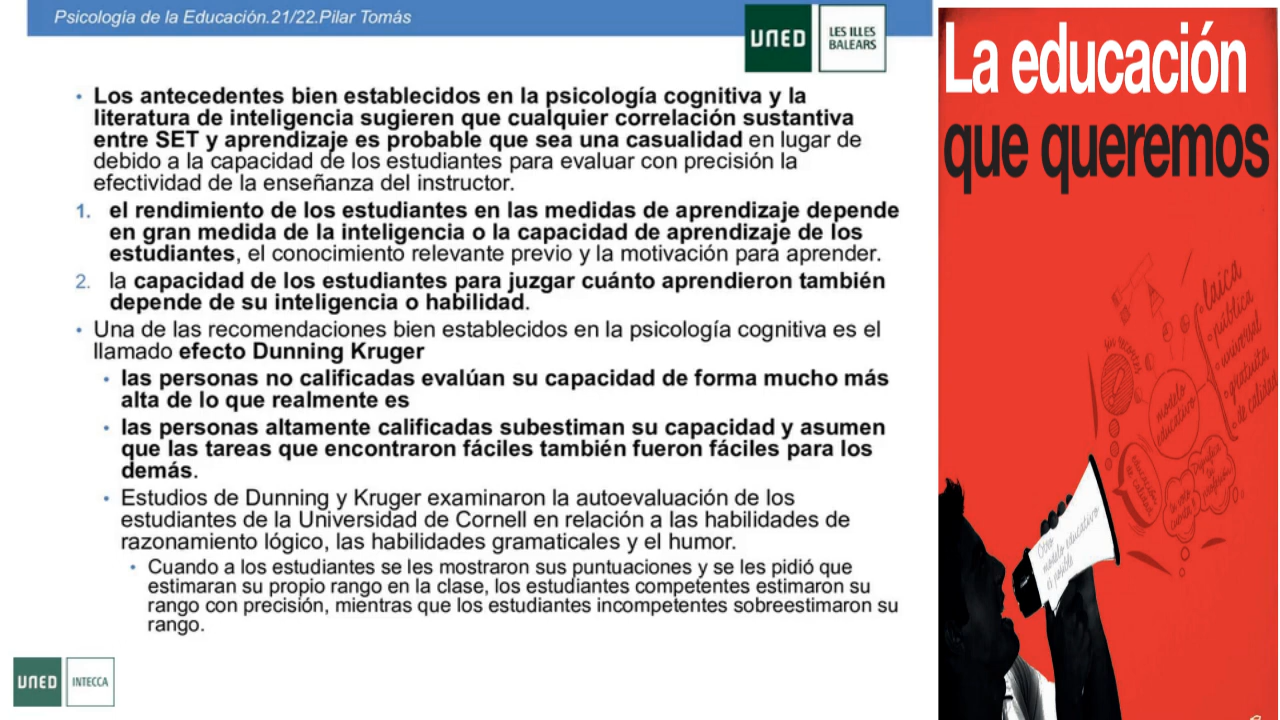 Psicología de la Educación.21/22.Pilar Tomás
UNED
LES ILLES
BALEARS
• Los antecedentes bien establecidos en la psicología cognitiva y la
literatura de inteligencia sugieren que cualquier correlación sustantiva
entre SET y aprendizaje es probable que sea una casualidad en lugar de
debido a la capacidad de los estudiantes para evaluar con precisión la
efectividad de la enseñanza del instructor.
1. el rendimiento de los estudiantes en las medidas de aprendizaje depende
en gran medida de la inteligencia o la capacidad de aprendizaje de los
estudiantes, el conocimiento relevante previo y la motivación para aprender.
2. la capacidad de los estudiantes para juzgar cuánto aprendieron también
depende de su inteligencia o habilidad.
• Una de las recomendaciones bien establecidos en la psicología cognitiva es el
llamado efecto Dunning Kruger
• las personas no calificadas evalúan su capacidad de forma mucho más
alta de lo que realmente es
• las personas altamente calificadas subestiman su capacidad y asumen
que las tareas que encontraron fáciles también fueron fáciles para los
demás.
• Estudios de Dunning y Kruger examinaron la autoevaluación de los
estudiantes de la Universidad de Cornell en relación a las habilidades de
razonamiento lógico, las habilidades gramaticales y el humor.
• Cuando a los estudiantes se les mostraron sus puntuaciones y se les pidió que
estimaran su propio rango en la clase, los estudiantes competentes estimaron su
rango con precisión, mientras que los estudiantes incompetentes sobreestimaron su
rango.
UNED
INTECCA
La educación
que queremos
laica
pública
universal
gratuita
de calidad
sin recortes
modelo
educativo
Educación
de calidad
Otro
modelo educativo
es posible